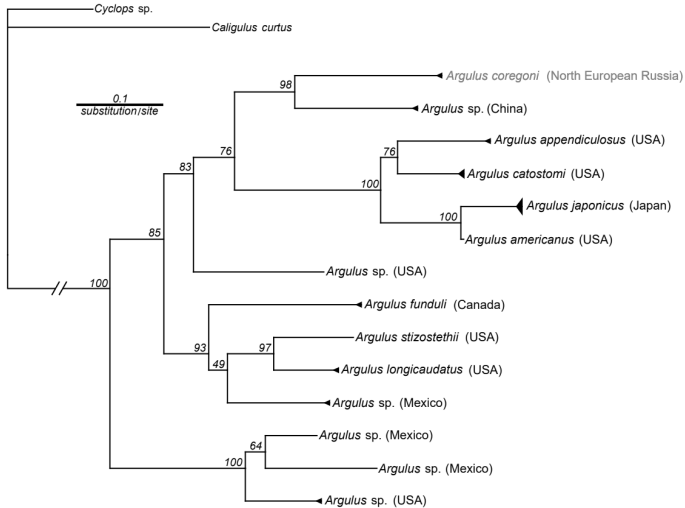 Cyclops sp.
Caligulus curtus
0.1
substitution/site
98
Argulus coregoni (North European Russia)
Argulus sp. (China)
76
76
Argulus appendiculosus (USA)
83
100
Argulus catostomi (USA)
100
Argulus japonicus (Japan)
85
Argulus americanus (USA)
Argulus sp. (USA)
100
Argulus funduli (Canada)
93
97
Argulus stizostethii (USA)
49
Argulus longicaudatus (USA)
Argulus sp. (Mexico)
64
Argulus sp. (Mexico)
100
Argulus sp. (Mexico)
Argulus sp. (USA)